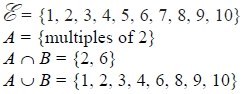 ℰ = {1, 2, 3, 4, 5, 6, 7, 8, 9, 10}
A = {multiples of 2}
A ∩ B = {2, 6}
A ∪ B = {1, 2, 3, 4, 6, 8, 9, 10}